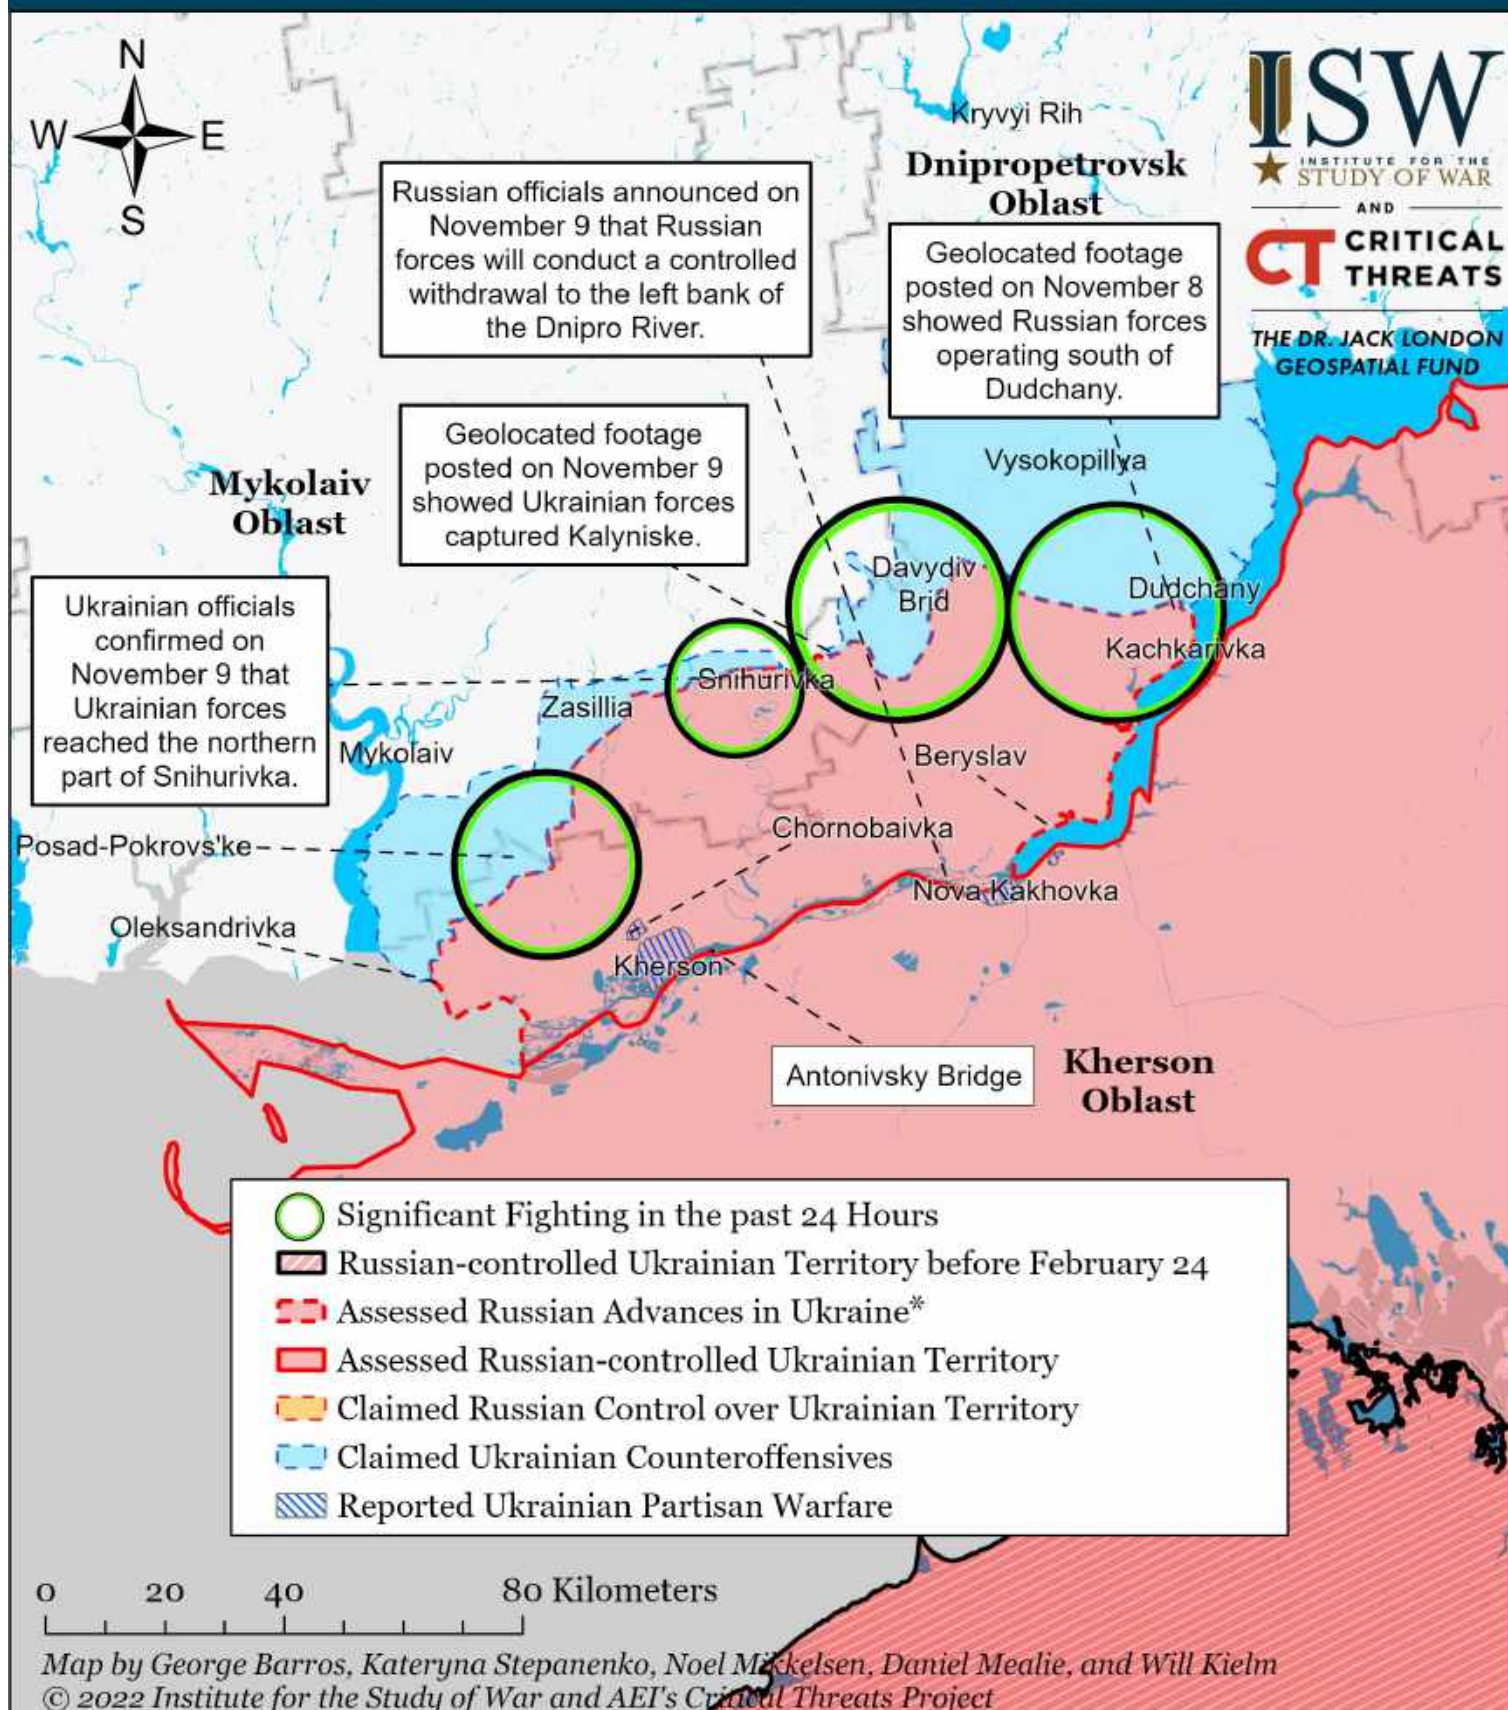 N
W E
S
Kryvyi Rih
Dnipropetrovsk
Oblast
ISW
INSTITUTE FOR THE
STUDY OF WAR
AND
CT CRITICAL
THREATS
THE DR. JACK LONDON
GEOSPATIAL FUND
Russian officials announced on
November 9 that Russian
forces will conduct a controlled
withdrawal to the left bank of
the Dnipro River.
Geolocated footage
posted on November 8
showed Russian forces
operating south of
Dudchany.
Geolocated footage
posted on November 9
showed Ukrainian forces
captured Kalyniske.
Vysokopillya
Mykolaiv
Oblast
Davydiv
Brid
Dudchany
Kachkarivka
Ukrainian officials
confirmed on
November 9 that
Ukrainian forces
reached the northern
part of Snihurivka.
Snihurivka
Zasillia
Mykolaiv
Beryslav
Chornobaivka
Posad-Pokrovs'ke
Nova Kakhovka
Oleksandrivka
Kherson
Antonivsky Bridge
Kherson
Oblast
Significant Fighting in the past 24 Hours
Russian-controlled Ukrainian Territory before February 24
Assessed Russian Advances in Ukraine*
Assessed Russian-controlled Ukrainian Territory
Claimed Russian Control over Ukrainian Territory
Claimed Ukrainian Counteroffensives
Reported Ukrainian Partisan Warfare
0 20 40 80 Kilometers
Map by George Barros, Kateryna Stepanenko, Noel Mikkelsen, Daniel Mealie, and Will Kielm
© 2022 Institute for the Study of War and AEI's Critical Threats Project